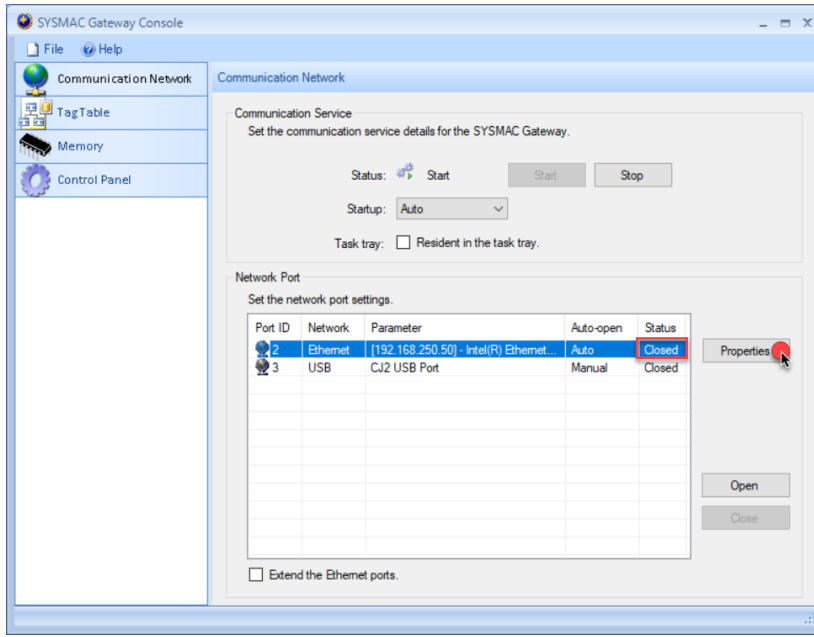 SYSMAC Gateway Console
File Help
Communication Network
TagTable
Memory
Control Panel
Communication Network
Communication Service
Set the communication service details for the SYSMAC Gateway.
Status: Start Start Stop
Startup: Auto
Task tray: Resident in the task tray.
Network Port
Set the network port settings.
Port ID Network Parameter Auto-open Status
2 Ethernet [192.168.250.50] - Intel(R) Ethernet... Auto Closed
3 USB CJ2 USB Port Manual Closed
Properties
Open
Close
Extend the Ethernet ports.